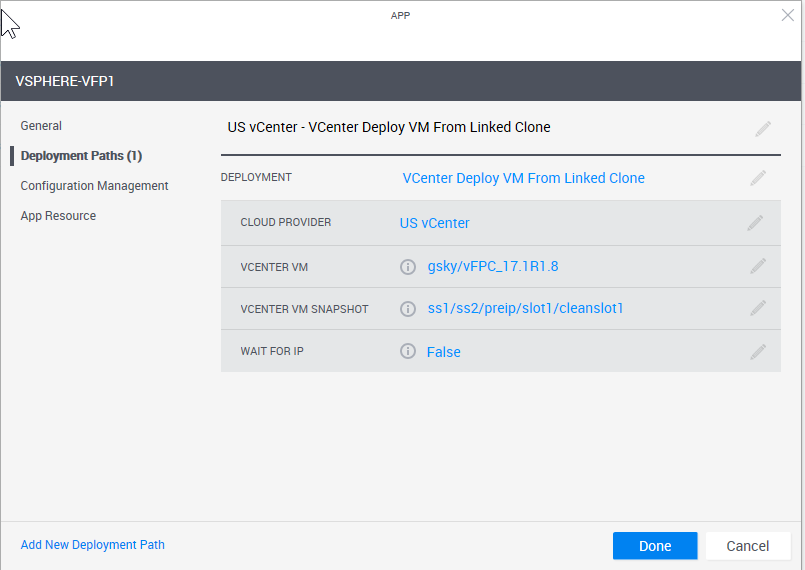 APP
VSPHERE-VFP1
General
Deployment Paths (1)
Configuration Management
App Resource
US vCenter - VCenter Deploy VM From Linked Clone
DEPLOYMENT VCenter Deploy VM From Linked Clone
CLOUD PROVIDER US vCenter
VCENTER VM gsky/vFPC_17.1R1.8
VCENTER VM SNAPSHOT ss1/ss2/preip/slot1/cleanslot1
WAIT FOR IP False
Add New Deployment Path
Done Cancel